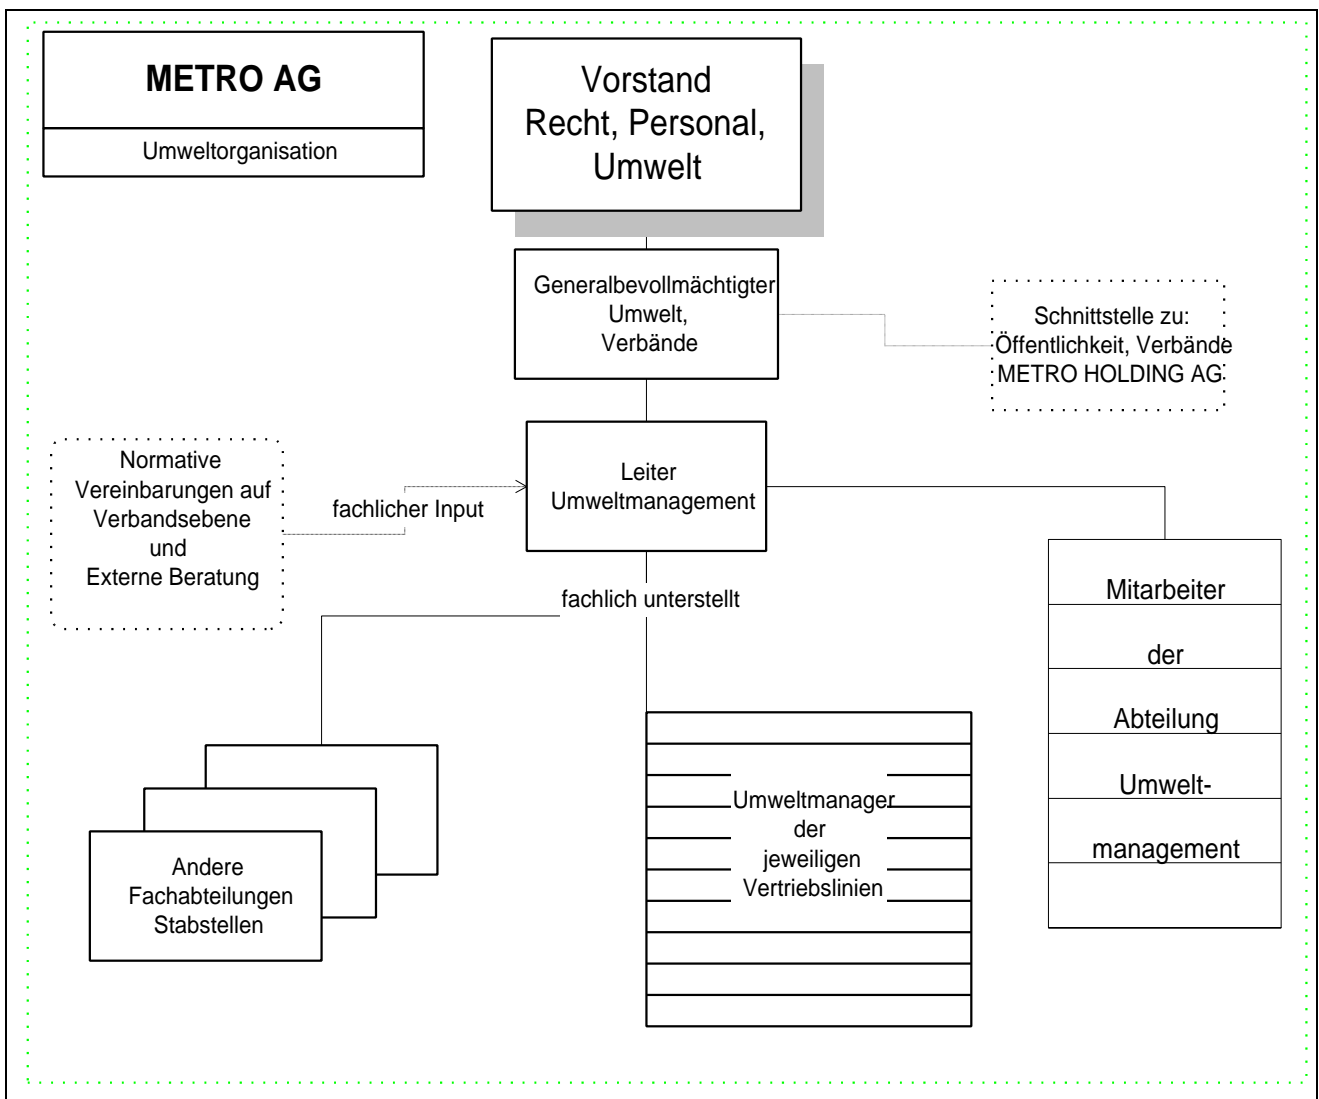 METRO AG
Umweltorganisation
Vorstand
Recht, Personal,
Umwelt
Generalbevollmächtigter
Umwelt,
Verbände
Schnittstelle zu:
Öffentlichkeit, Verbände
METRO HOLDING AG
Normative
Vereinbarungen auf
Verbandsebene
und
Externe Beratung
fachlicher Input
Leiter
Umweltmanagement
fachlich unterstellt
Mitarbeiter
der
Abteilung
Umwelt-
management
Andere
Fachabteilungen
Stabstellen
Umweltmanager
der
jeweiligen
Vertriebslinien